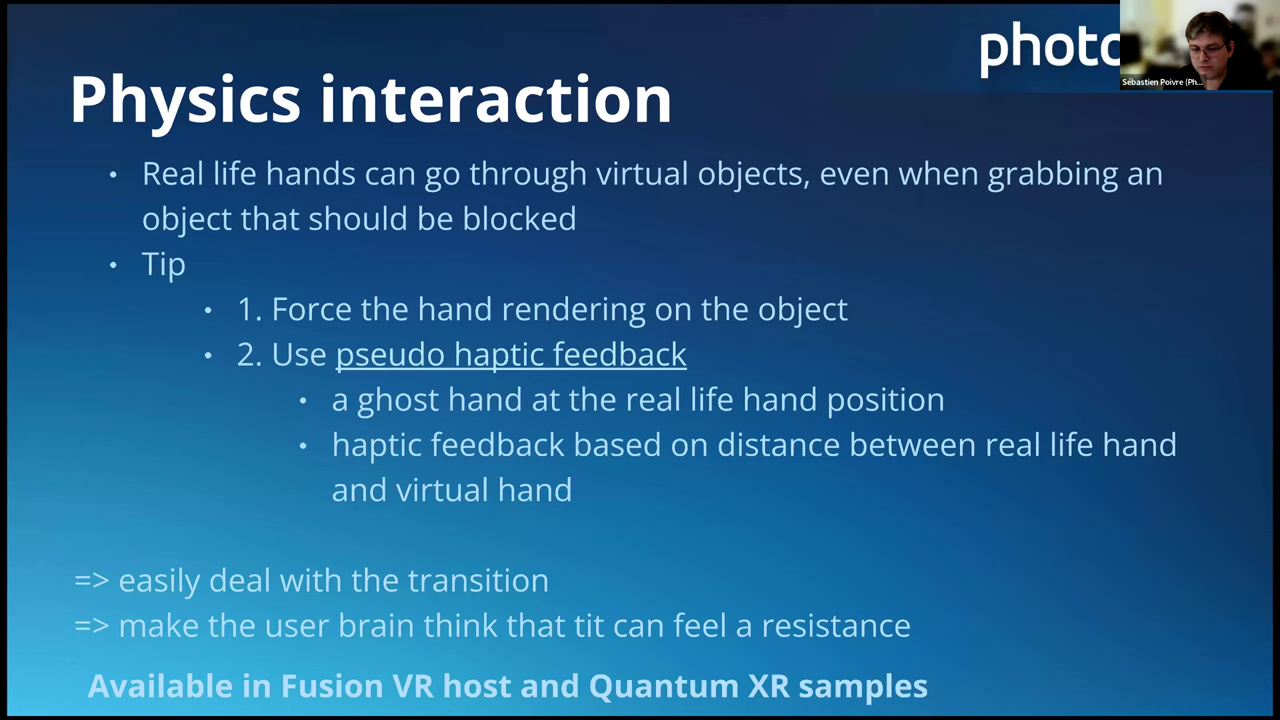 photo
Sébastien Poivre (Ph...
Physics interaction
• Real life hands can go through virtual objects, even when grabbing an
object that should be blocked
• Tip
• 1. Force the hand rendering on the object
• 2. Use pseudo haptic feedback
• a ghost hand at the real life hand position
• haptic feedback based on distance between real life hand
and virtual hand
=> easily deal with the transition
=> make the user brain think that tit can feel a resistance
Available in Fusion VR host and Quantum XR samples